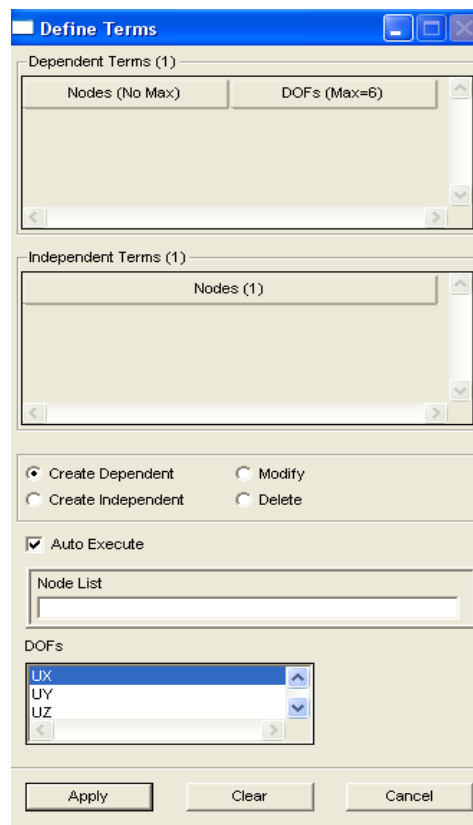 Define Terms
Dependent Terms (1)
Nodes (No Max) DOFs (Max=6)
Independent Terms (1)
Nodes (1)
Create Dependent Modify
Create Independent Delete
Auto Execute
Node List
DOFs
UX
UY
UZ
Apply Clear Cancel